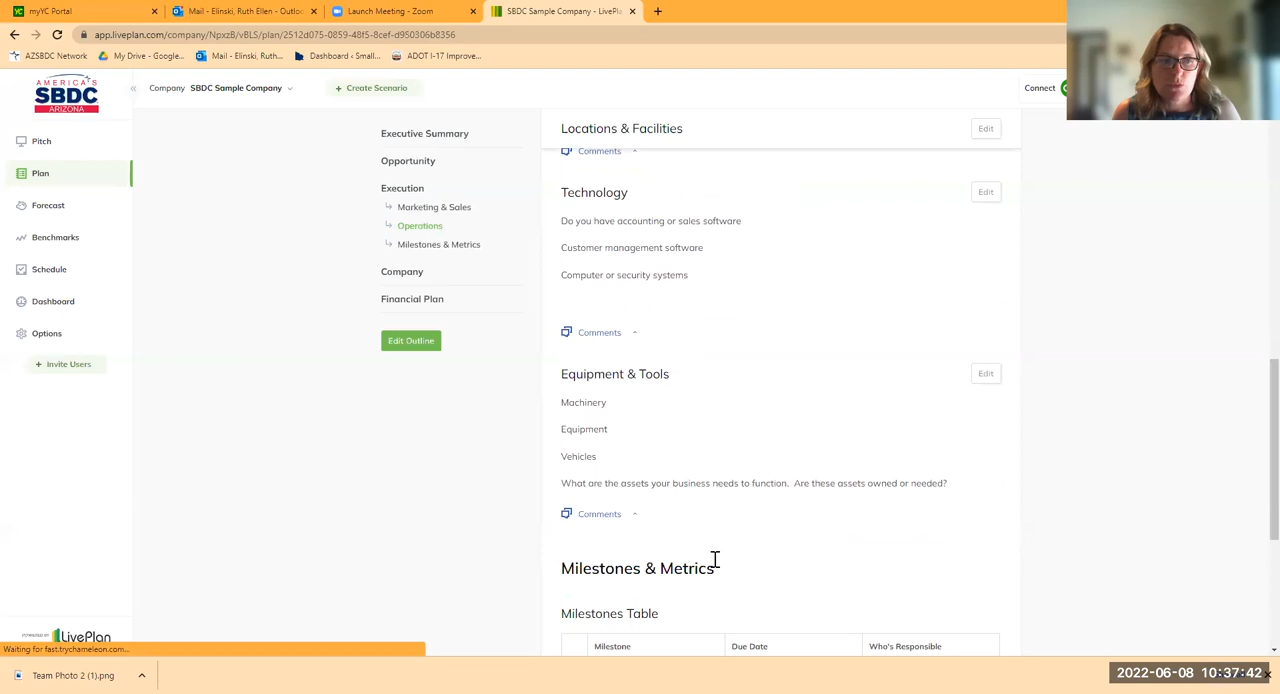 myYC Portal
Mail - Elinski, Ruth Ellen - Outloo
Launch Meeting - Zoom
SBDC Sample Company - LivePla
app.liveplan.com/company/NpxzB/vBLS/plan/2512d075-0859-48f5-8cef-d950306b8356
AZSBDC Network
My Drive - Google...
Mail - Elinski, Ruth...
Dashboard < Small...
ADOT I-17 Improve...
AMERICA'S
SBDC
ARIZONA
Company SBDC Sample Company
+ Create Scenario
Connect
Pitch
Plan
Forecast
Benchmarks
Schedule
Dashboard
Options
+ Invite Users
POWERED BY LivePlan
Executive Summary
Opportunity
Execution
Marketing & Sales
Operations
Milestones & Metrics
Company
Financial Plan
Edit Outline
Locations & Facilities
Edit
Comments
Technology
Edit
Do you have accounting or sales software
Customer management software
Computer or security systems
Comments
Equipment & Tools
Edit
Machinery
Equipment
Vehicles
What are the assets your business needs to function. Are these assets owned or needed?
Comments
Milestones & Metrics
Milestones Table
Milestone
Due Date
Who's Responsible
Waiting for fast.trychameleon.com...
Team Photo 2 (1).png
2022-06-08 10:37:42